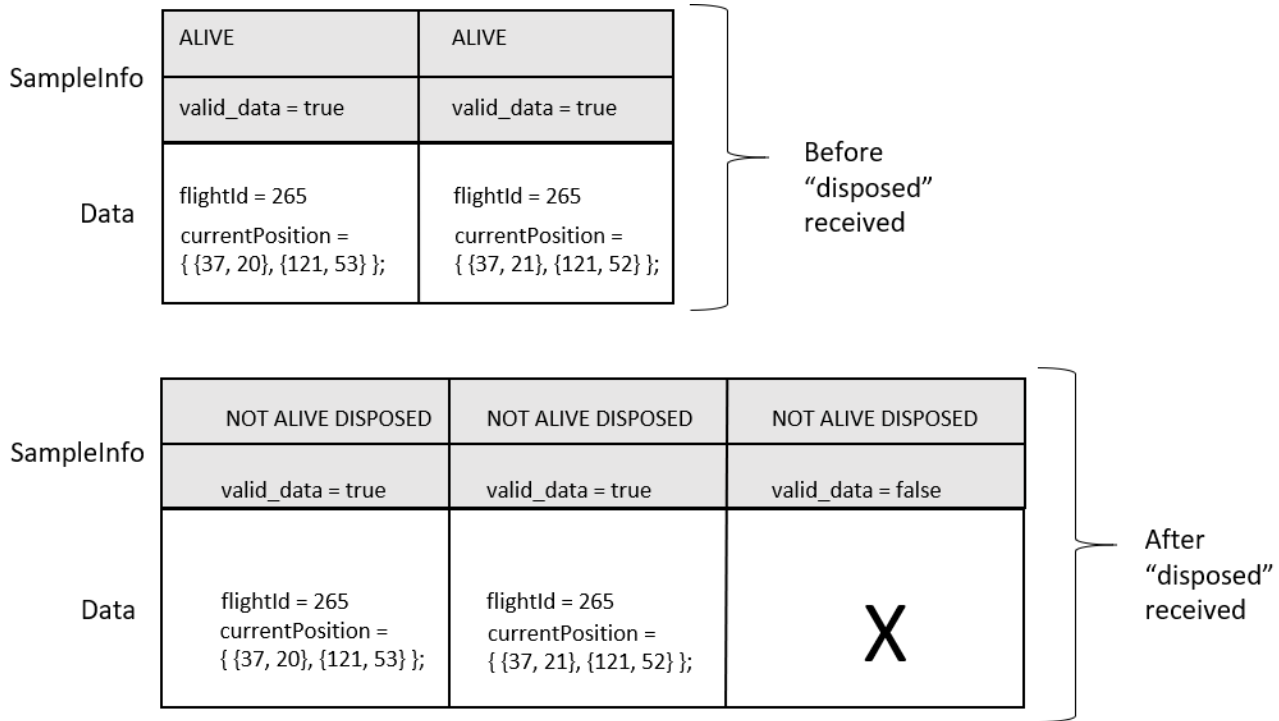 ALIVE
ALIVE
SampleInfo
valid_data = true
valid_data = true
Before
“disposed”
received
Data
flightId = 265
flightId = 265
currentPosition =
currentPosition =
{ {37, 20}, {121, 53} };
{ {37, 21}, {121, 52} };
NOT ALIVE DISPOSED
NOT ALIVE DISPOSED
NOT ALIVE DISPOSED
SampleInfo
valid_data = true
valid_data = true
valid_data = false
After
“disposed”
received
Data
flightId = 265
flightId = 265
currentPosition =
currentPosition =
{ {37, 20}, {121, 53} };
{ {37, 21}, {121, 52} };
X